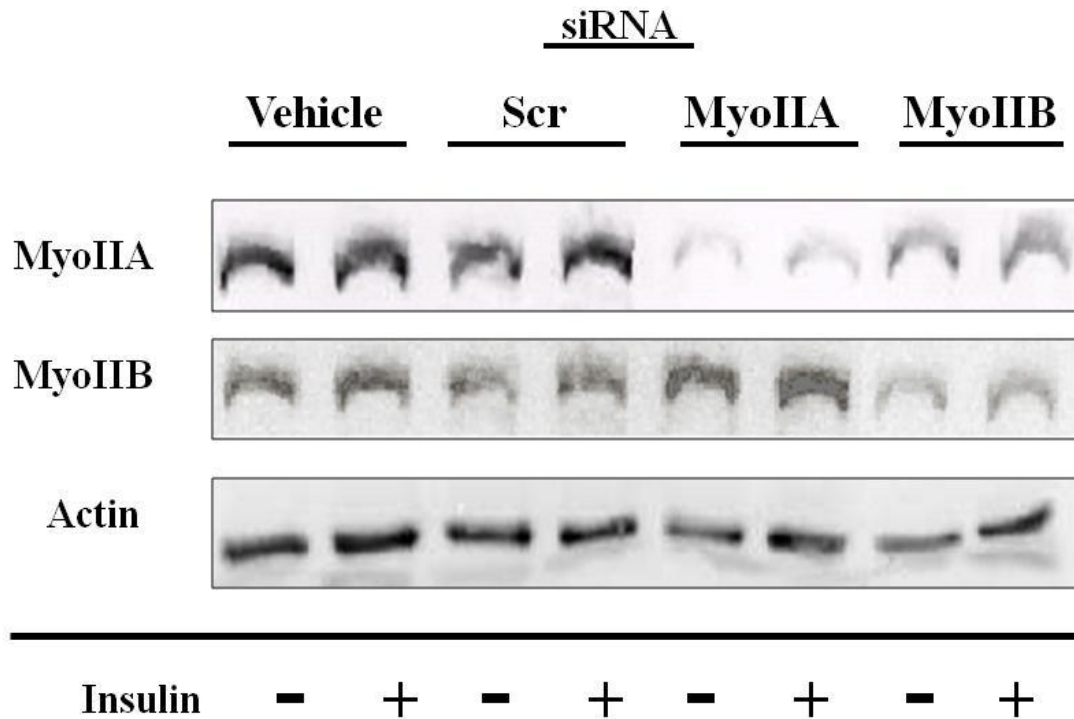 siRNA
Vehicle Scr MyoIIA MyoIIB
MyoIIA
MyoIIB
Actin
Insulin - + - + - + - +